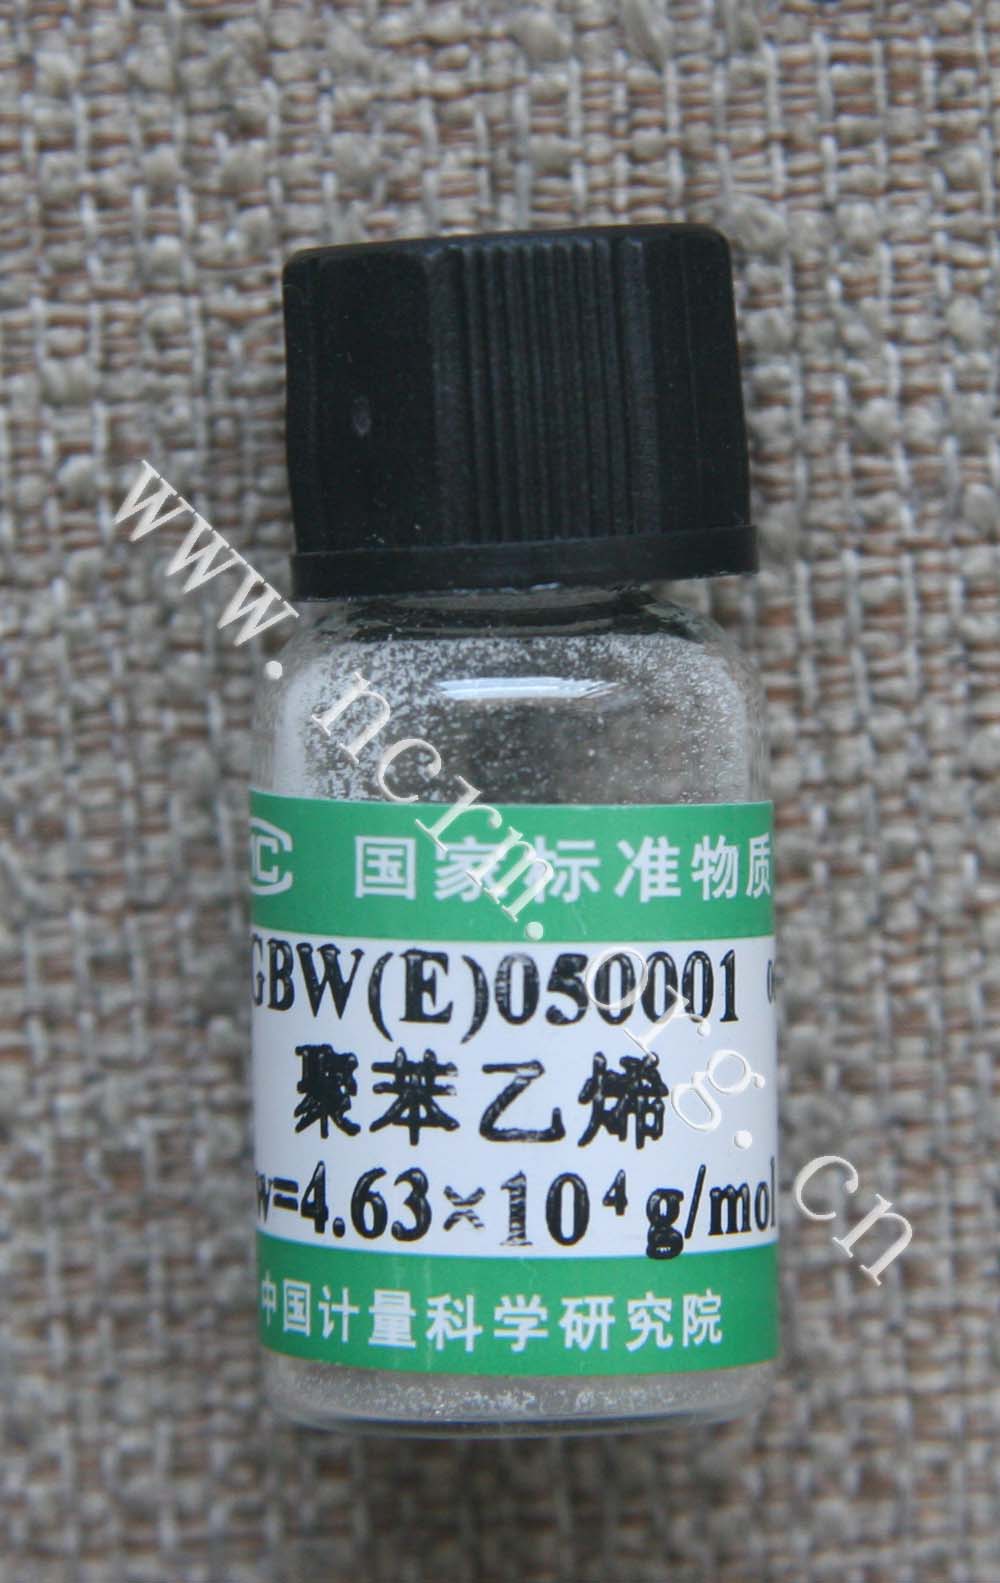 国家标准物质
GBW(E)050001
聚苯乙烯
w=4.63×10⁴ g/mol
中国计量科学研究院
www.ncrm.org.cn